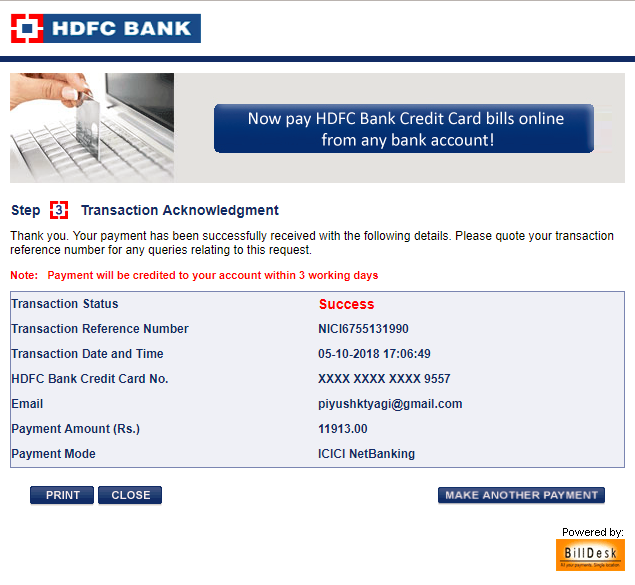 HDFC BANK
Now pay HDFC Bank Credit Card bills online
from any bank account!
Step 3 Transaction Acknowledgment
Thank you. Your payment has been successfully received with the following details. Please quote your transaction
reference number for any queries relating to this request.
Note: Payment will be credited to your account within 3 working days
Transaction Status Success
Transaction Reference Number NICI6755131990
Transaction Date and Time 05-10-2018 17:06:49
HDFC Bank Credit Card No. XXXX XXXX XXXX 9557
Email piyushktyagi@gmail.com
Payment Amount (Rs.) 11913.00
Payment Mode ICICI NetBanking
PRINT CLOSE MAKE ANOTHER PAYMENT
Powered by:
BillDesk
All your payments. Single location